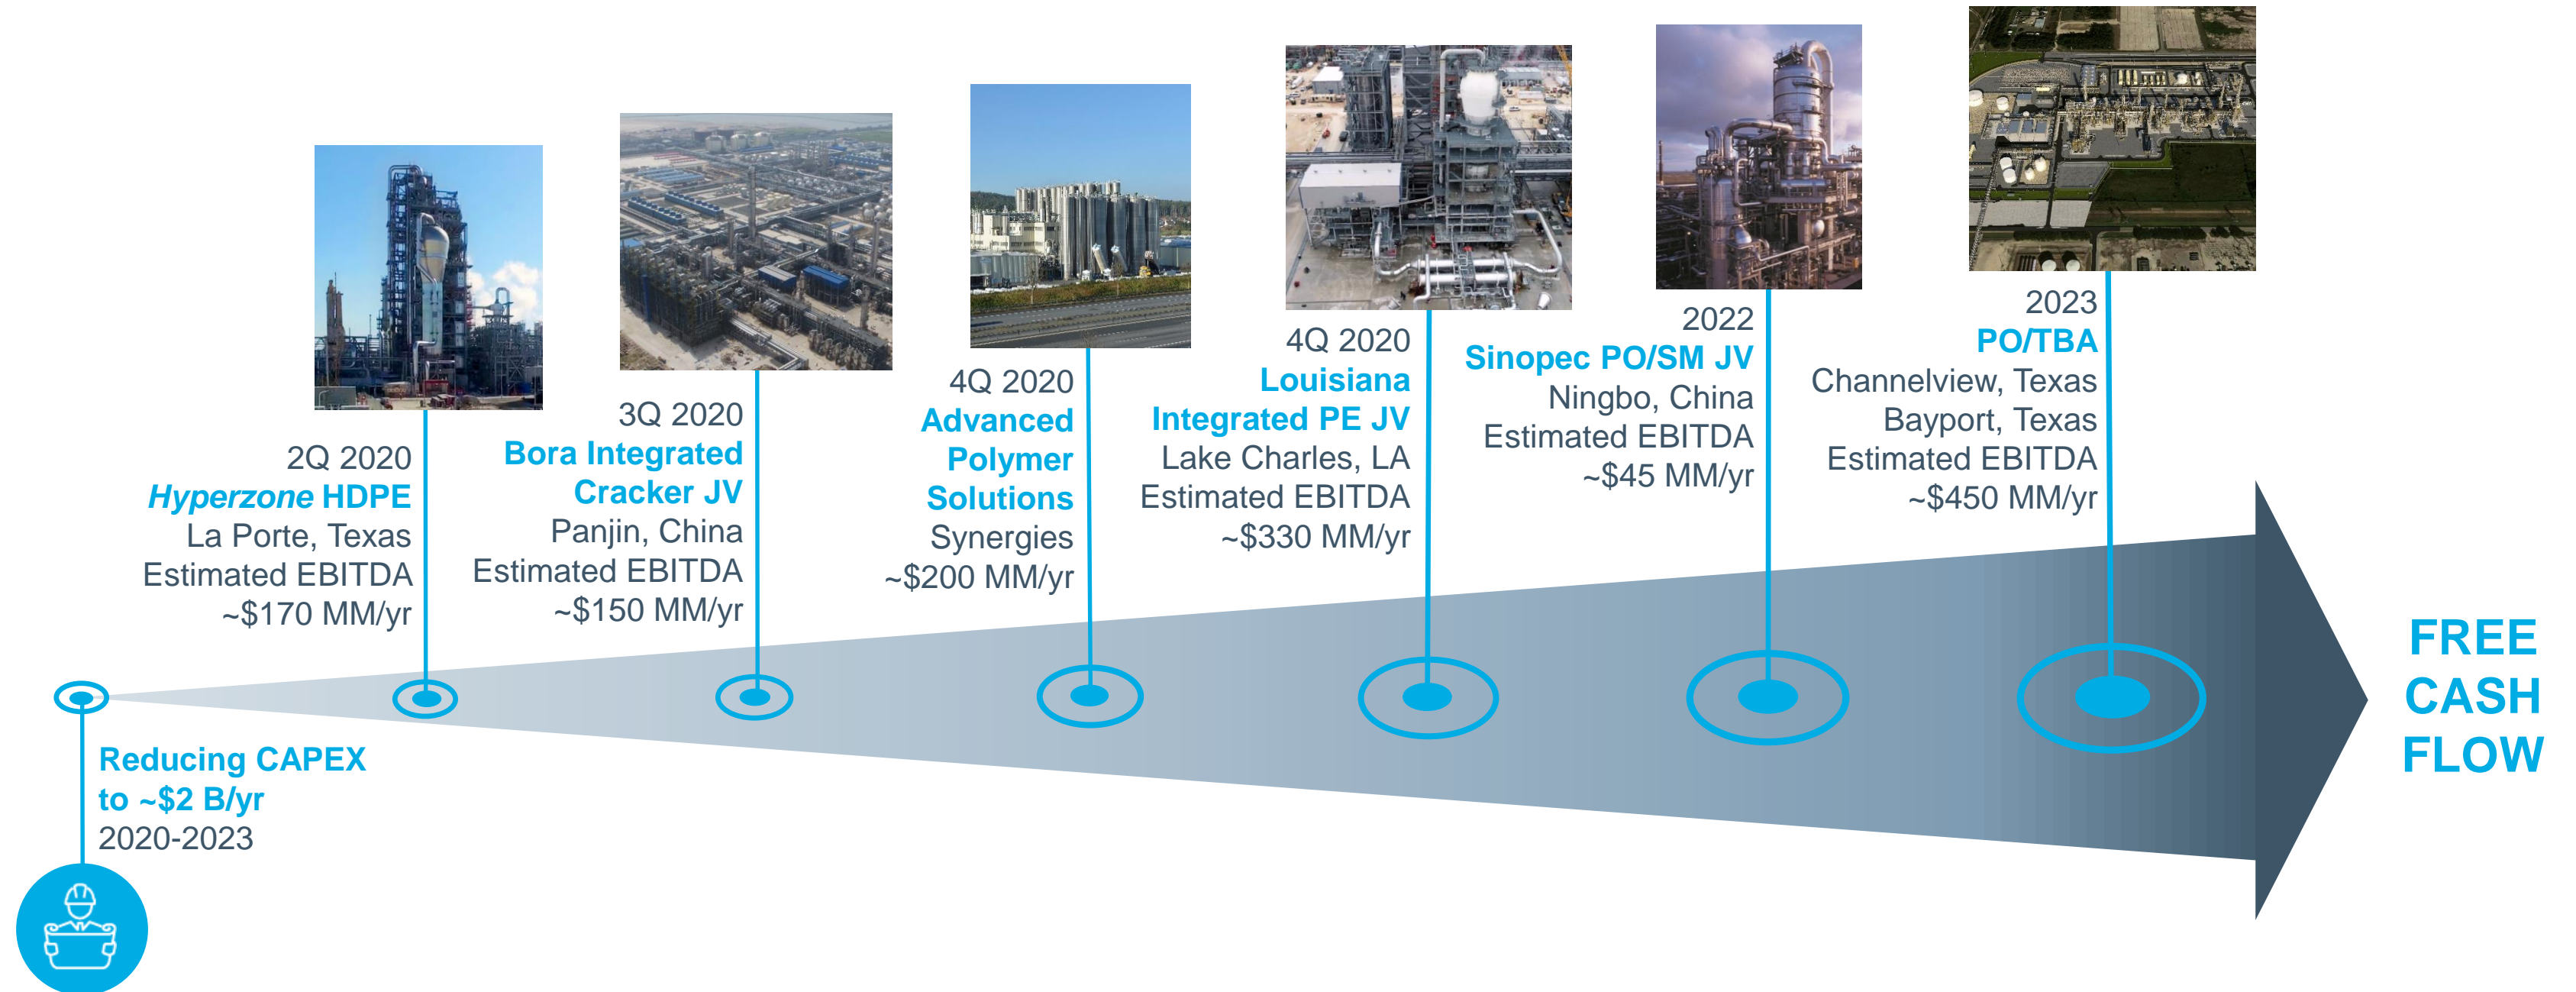 2Q 2020
Hyperzone HDPE
La Porte, Texas
Estimated EBITDA
~$170 MM/yr
3Q 2020
Bora Integrated
Cracker JV
Panjin, China
Estimated EBITDA
~$150 MM/yr
4Q 2020
Advanced
Polymer
Solutions
Synergies
~$200 MM/yr
4Q 2020
Louisiana
Integrated PE JV
Lake Charles, LA
Estimated EBITDA
~$330 MM/yr
2022
Sinopec PO/SM JV
Ningbo, China
Estimated EBITDA
~$45 MM/yr
2023
PO/TBA
Channelview, Texas
Bayport, Texas
Estimated EBITDA
~$450 MM/yr
Reducing CAPEX
to ~$2 B/yr
2020-2023
FREE
CASH
FLOW